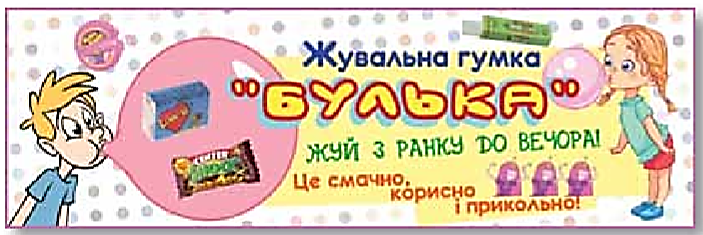 Жувальна гумка
"БУЛЬКА"
ЖУЙ З РАНКУ ДО ВЕЧОРА!
Це смачно,
корисно
і прикольно!